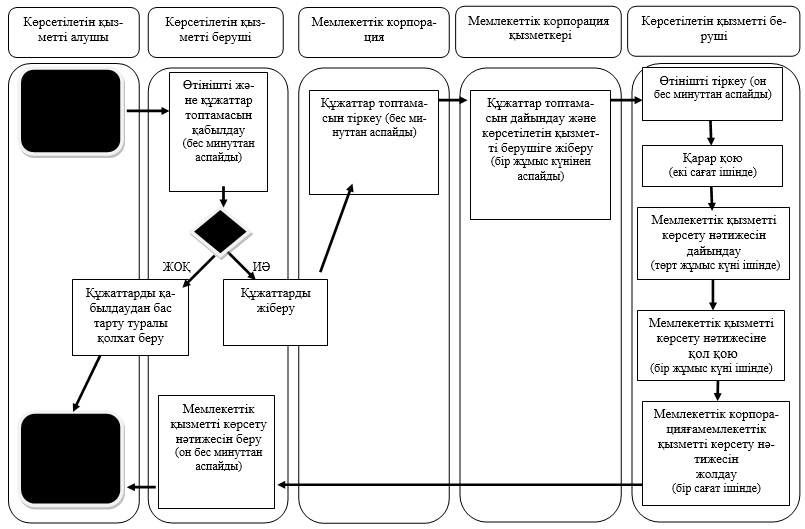 Көрсетілетін қыз-
метті алушы
Көрсетілетін қыз-
метті беруші
Мемлекеттік корпора-
ция
Мемлекеттік корпорация
қызметкері
Көрсетілетін қызметті бе-
руші
Өтінішті жә-
не құжаттар
топтамасын
қабылдау
(бес минуттан
аспайды)
ЖОҚ
ИӘ
Құжаттарды қа-
былдаудан бас
тарту туралы
қолхат беру
Құжаттарды
жіберу
Мемлекеттік
қызметті көрсету
нәтижесін беру
(он бес минуттан
аспайды)
Құжаттар топтама-
сын тіркеу (бес ми-
нуттан аспайды)
Құжаттар топтама-
сын дайындау және
көрсетілетін қызмет-
ті берушіге жіберу
(бір жұмыс күнінен
аспайды)
Өтінішті тіркеу (он
бес минуттан аспайды)
Қарар қою
(екі сағат ішінде)
Мемлекеттік қызметті
көрсету нәтижесін
дайындау
(төрт жұмыс күні ішінде)
Мемлекеттік қызметті
көрсету нәтижесіне
қол қою
(бір жұмыс күні ішінде)
Мемлекеттік корпора-
цияғамемлекеттік
қызметті көрсету нә-
тижесін
жолдау
(бір сағат ішінде)